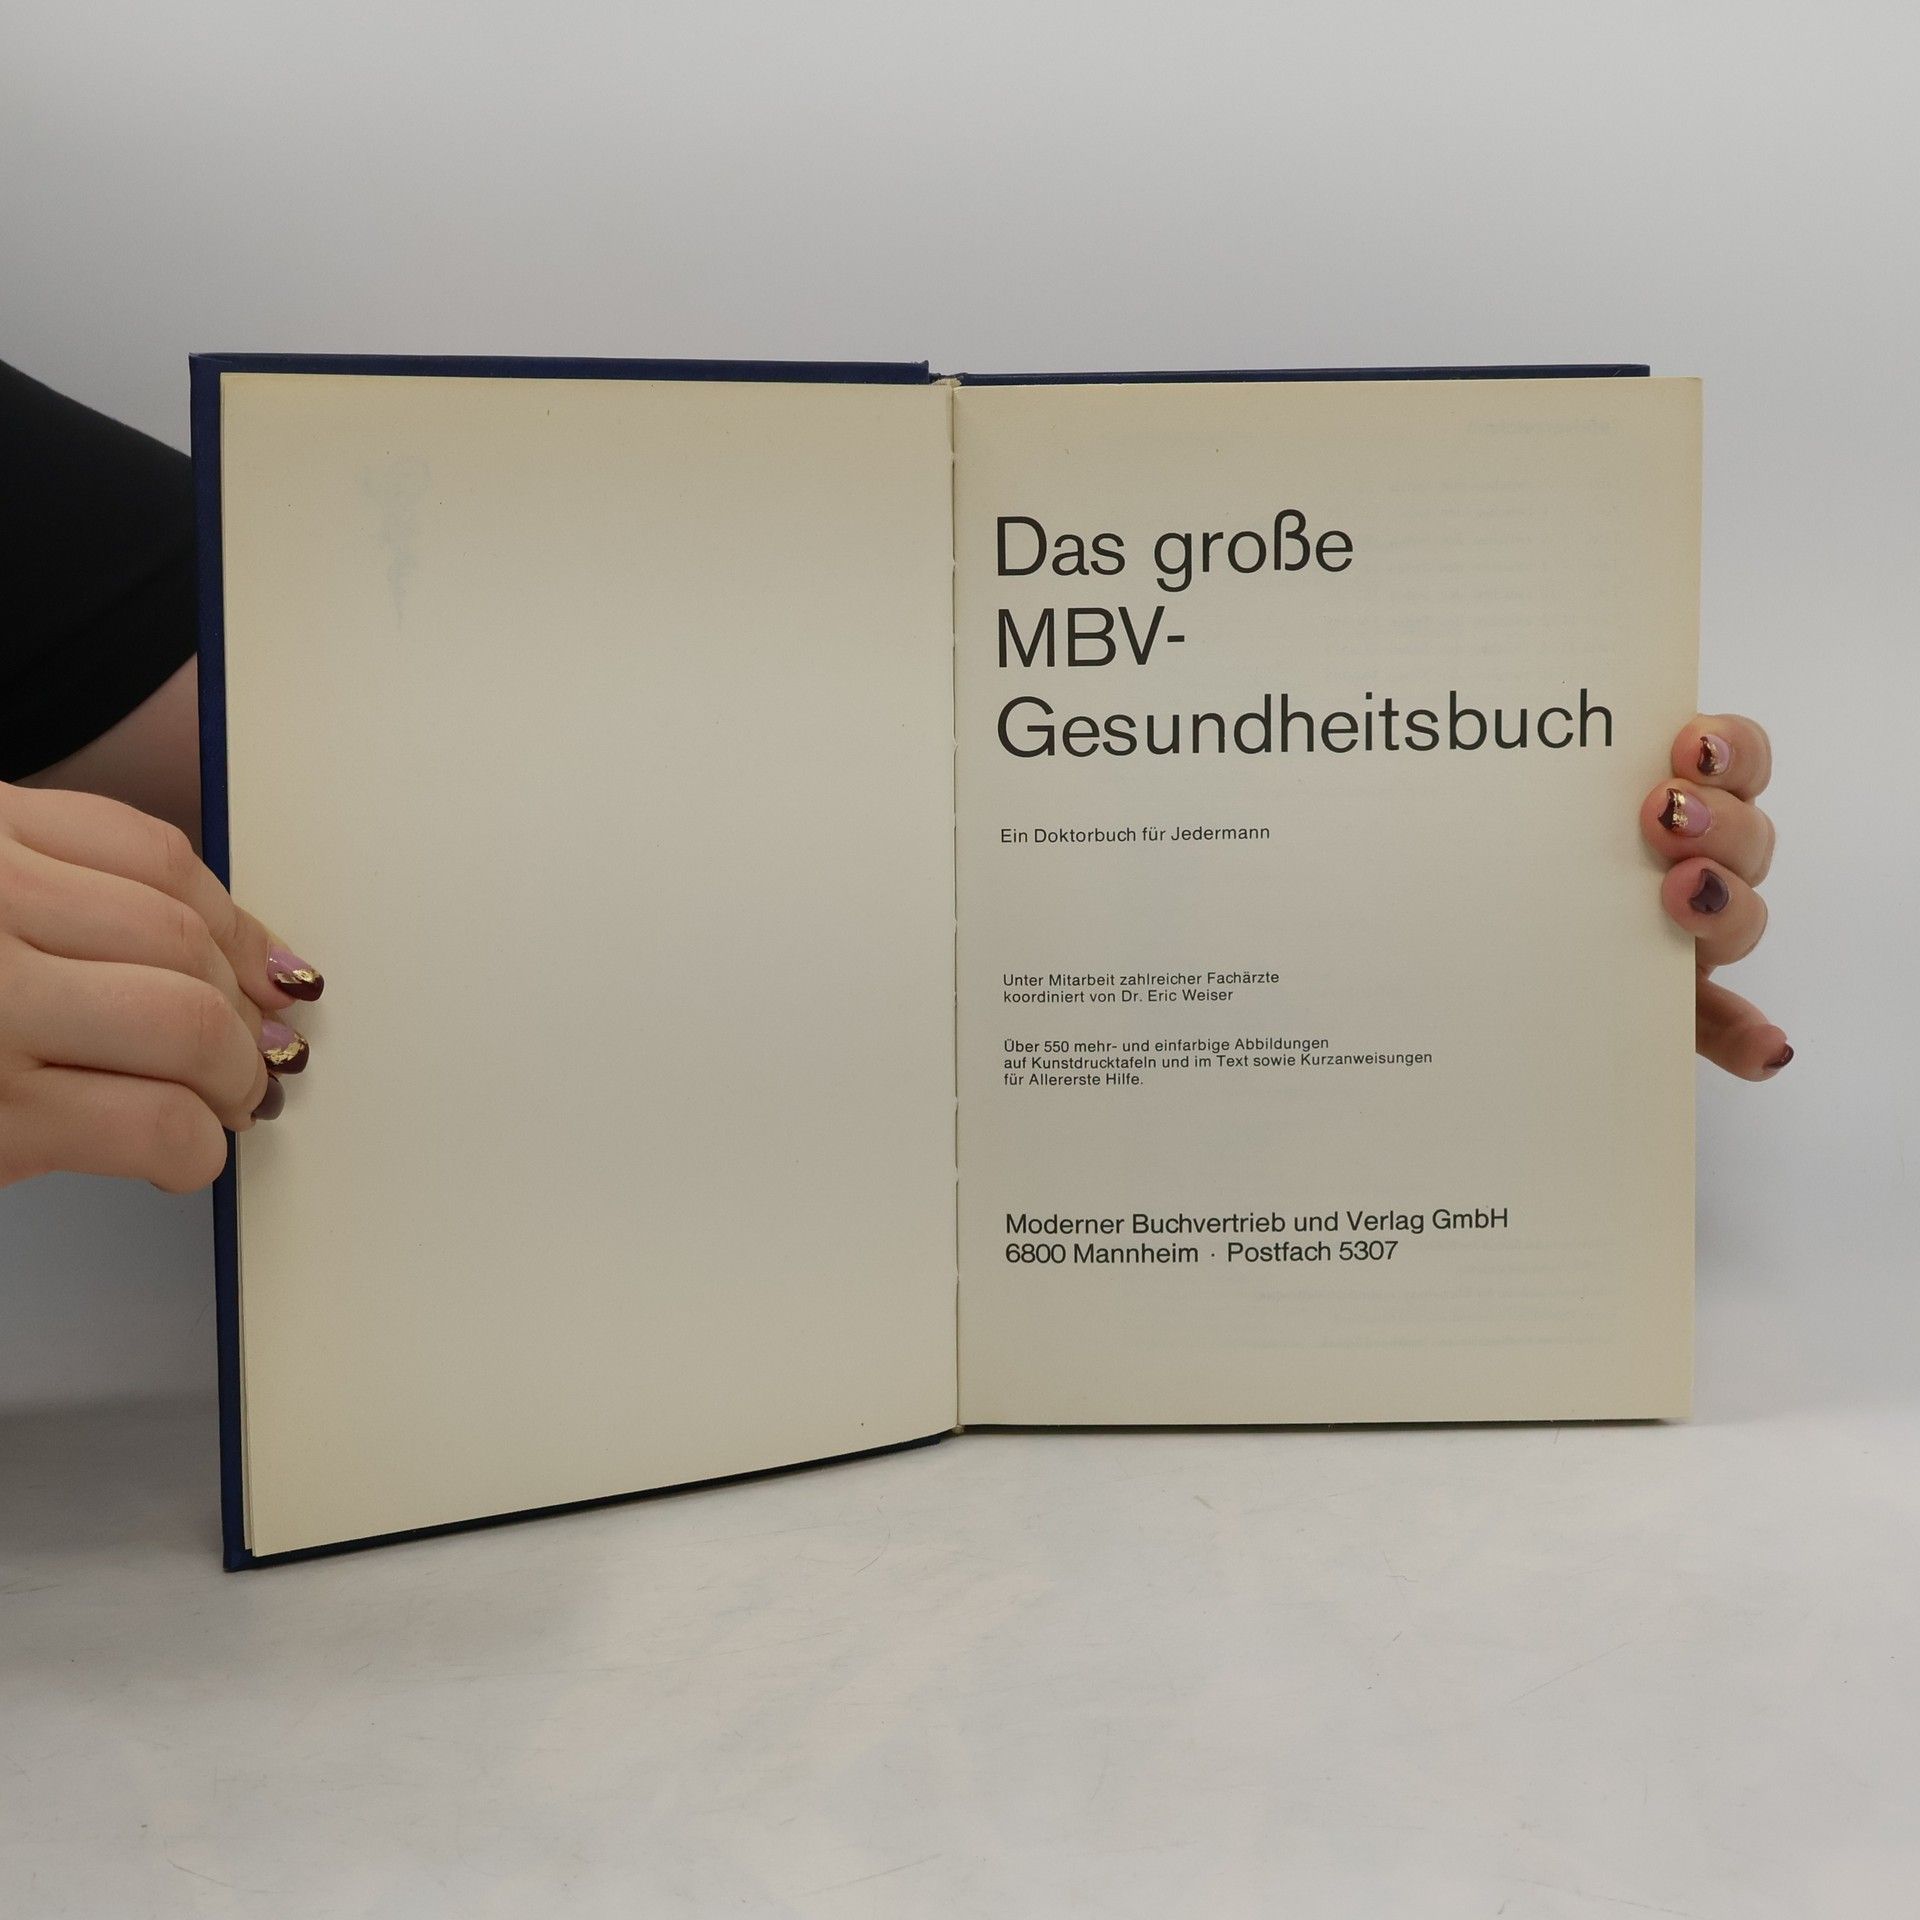 Das große
MBV-
Gesundheitsbuch
Ein Doktorbuch für Jedermann
Unter Mitarbeit zahlreicher Fachärzte
koordiniert von Dr. Eric Weiser
Über 550 mehr- und einfarbige Abbildungen
auf Kunstdrucktafeln und im Text sowie Kurzanweisungen
für Allererste Hilfe.
Moderner Buchvertrieb und Verlag GmbH
6800 Mannheim · Postfach 5307